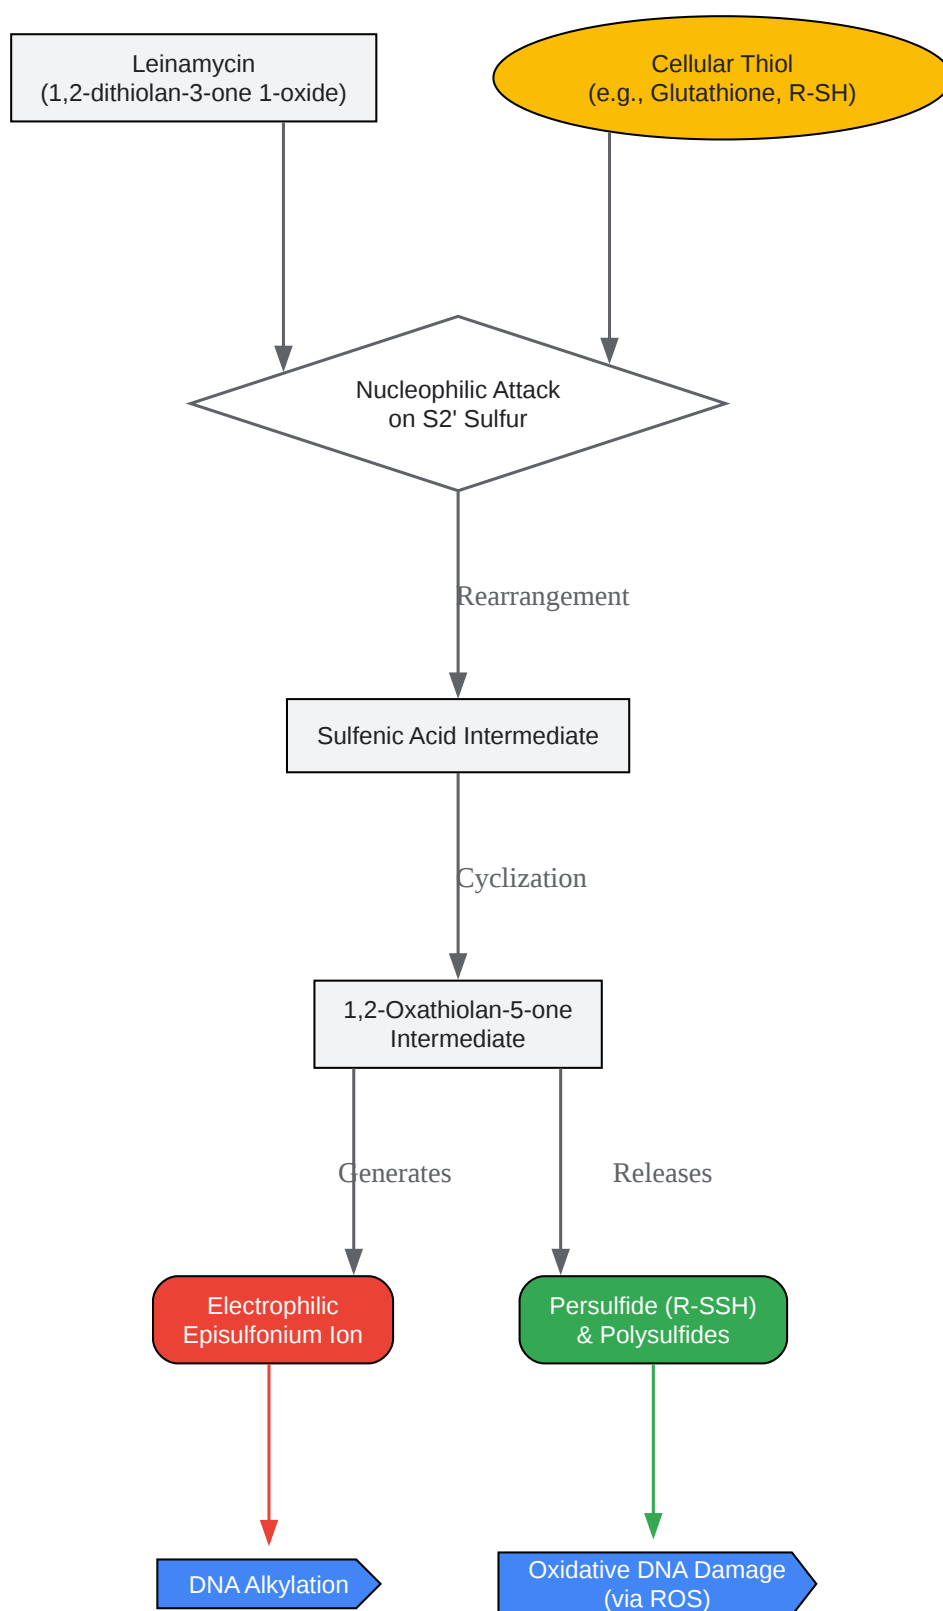 Leinamycin
(1,2-dithiolan-3-one 1-oxide)
Cellular Thiol
(e.g., Glutathione, R-SH)
Nucleophilic Attack
on S2' Sulfur
Rearrangement
Sulfenic Acid Intermediate
Cyclization
1,2-Oxathiolan-5-one
Intermediate
Generates
Releases
Electrophilic
Episulfonium Ion
Persulfide (R-SSH)
& Polysulfides
DNA Alkylation
Oxidative DNA Damage
(via ROS)